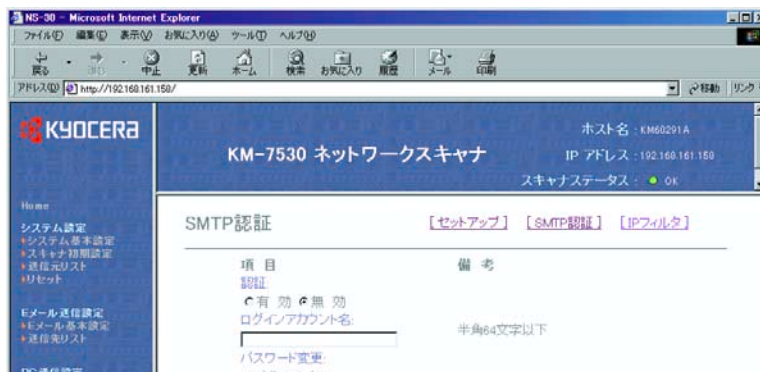 NS-30 - Microsoft Internet Explorer
ファイル(F) 編集(E) 表示(V) お気に入り(A) ツール(T) ヘルプ(H)
戻る 中止 更新 ホーム 検索 お気に入り 履歴 メール 印刷
アドレス(D) http://192.168.161.150/ 移動 リンク
KYOCERA
KM-7530 ネットワークスキャナ
ホスト名 : KM60291A
IP アドレス : 192.168.161.150
スキャナステータス : OK
Home
システム設定
システム基本設定
スキャナ初期設定
送信元リスト
リセット
Eメール送信設定
Eメール基本設定
送信先リスト
SMTP認証 [セットアップ] [SMTP認証] [IPフィルタ]
項 目 備 考
認証:
有 効 無 効
ログインアカウント名:
半角64文字以下
パスワード変更: